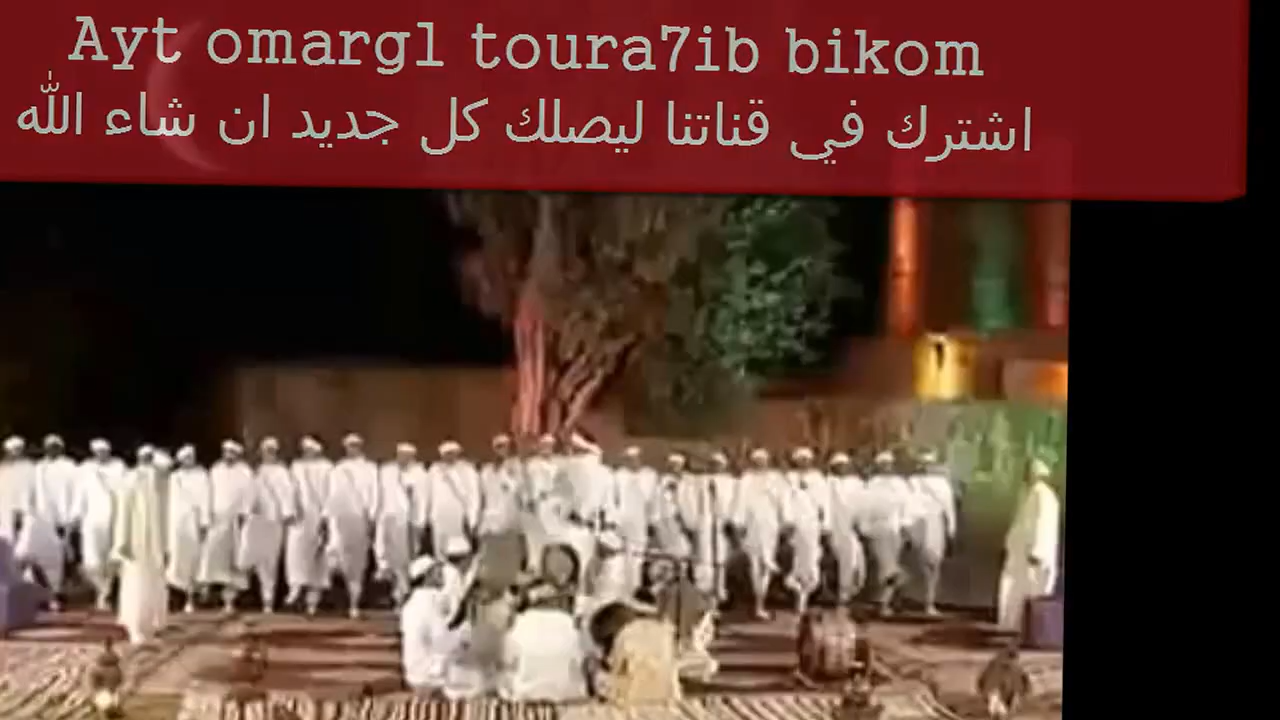 Ayt omargl toura7ib bikom
اشترك في قناتنا ليصلك كل جديد ان شاء الله